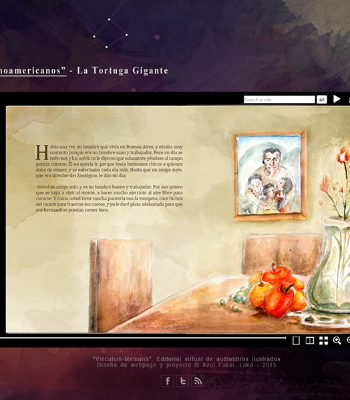 noamericanos" - La Tortuga Gigante
Había una vez un hombre que vivía en Buenos Aires, y estaba muy
contento porque era un hombre sano y trabajador. Pero un día se
enfermó, y los médicos le dijeron que solamente yéndose al campo
podría curarse. Él no quería ir, porque tenía hermanos chicos a quienes
daba de comer; y se enfermaba cada día más. Hasta que un amigo suyo,
que era director del Zoológico, le dijo un día:
-Usted es amigo mío, y es un hombre bueno y trabajador. Por eso quiero
que se vaya a vivir al monte, a hacer mucho ejercicio al aire libre para
curarse. Y como usted tiene mucha puntería con la escopeta, cace bichos
del monte para traerme los cueros, y yo le daré plata adelantada para que
sus hermanitos puedan comer bien.
"Vinculum-Memoris". Editorial virtual de audiolibros ilustrados
Diseño de webpage y proyecto © Azul Piskar, Lima - 2015